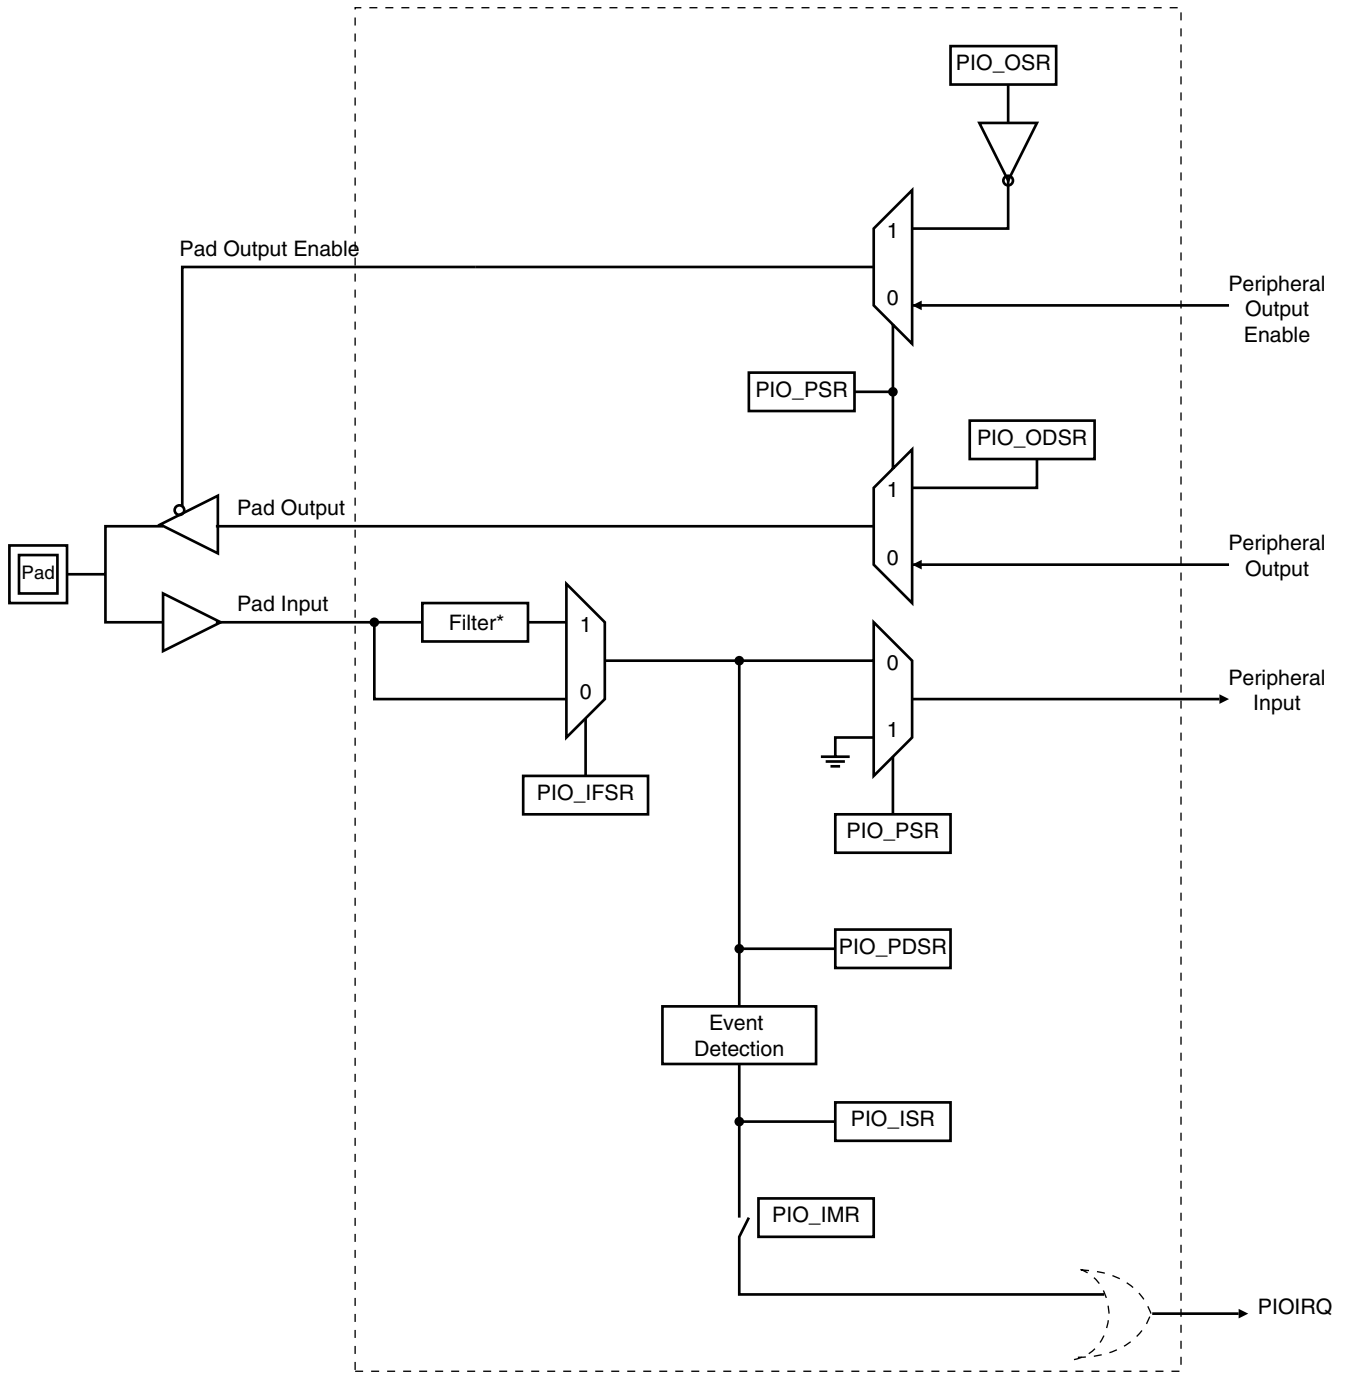 PIO_OSR
1
Pad Output Enable
0
Peripheral
Output
Enable
PIO_PSR
PIO_ODSR
1
Pad Output
0
Peripheral
Output
Pad
Pad Input
Filter*
1
0
0
1
Peripheral
Input
PIO_IFSR
PIO_PSR
PIO_PDSR
Event
Detection
PIO_ISR
PIO_IMR
PIOIRQ